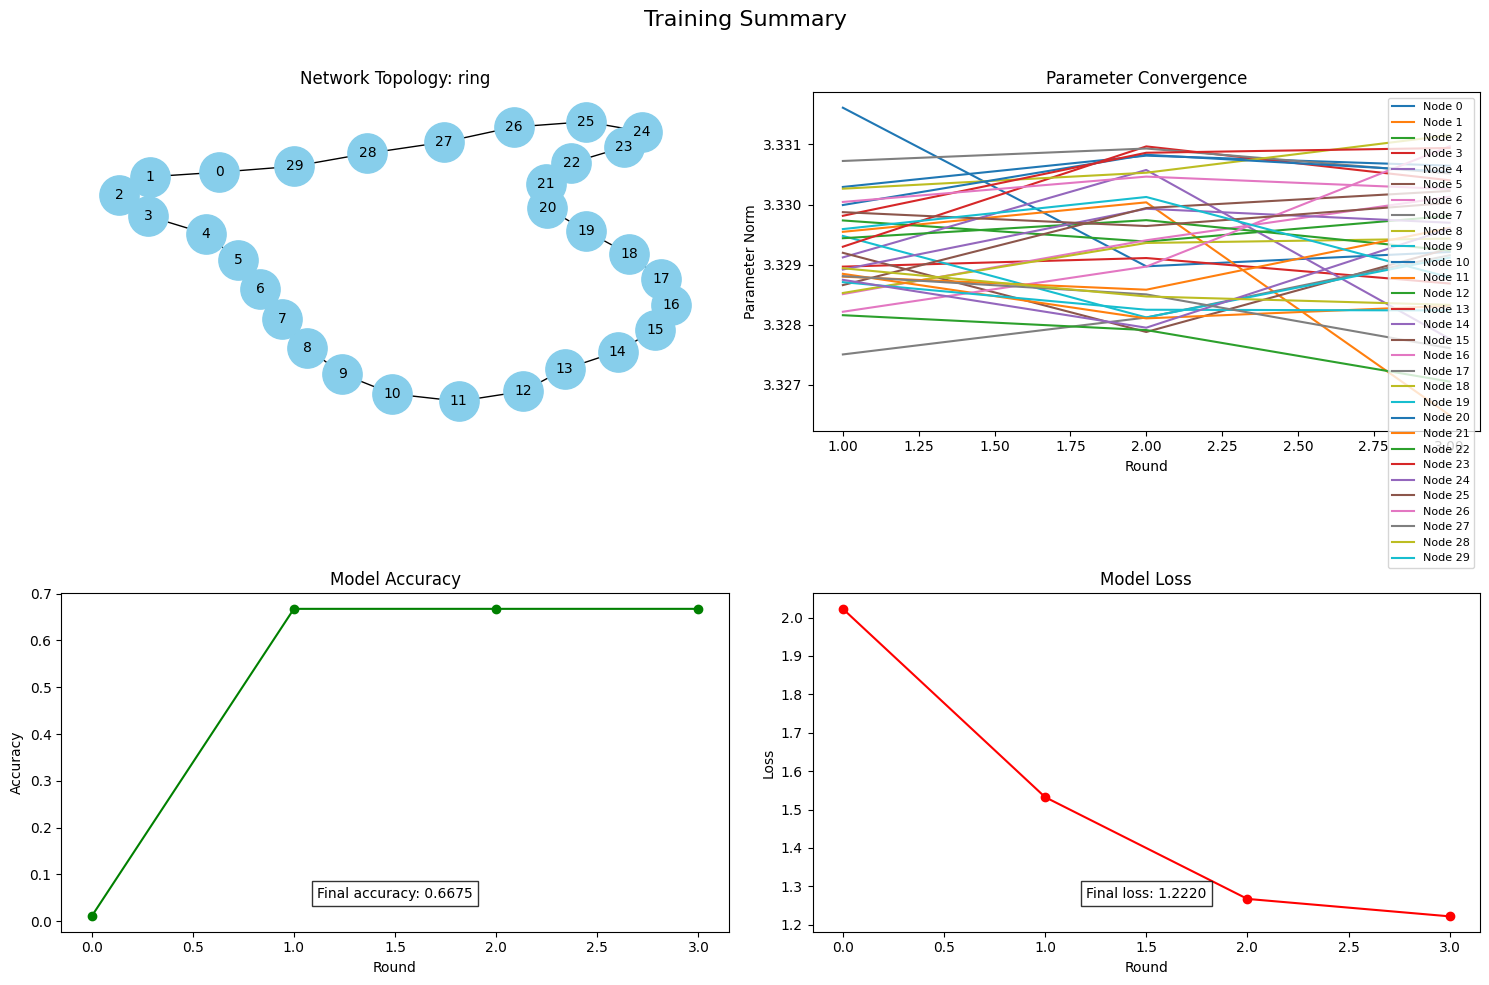 Training Summary
Network Topology: ring
0
1
2
3
4
5
6
7
8
9
10
11
12
13
14
15
16
17
18
19
20
21
22
23
24
25
26
27
28
29
Parameter Convergence
Parameter Norm
3.331
3.330
3.329
3.328
3.327
1.00 1.25 1.50 1.75 2.00 2.25 2.50 2.75 3.00
Round
Node 0
Node 1
Node 2
Node 3
Node 4
Node 5
Node 6
Node 7
Node 8
Node 9
Node 10
Node 11
Node 12
Node 13
Node 14
Node 15
Node 16
Node 17
Node 18
Node 19
Node 20
Node 21
Node 22
Node 23
Node 24
Node 25
Node 26
Node 27
Node 28
Node 29
Model Accuracy
Accuracy
0.7
0.6
0.5
0.4
0.3
0.2
0.1
0.0
Final accuracy: 0.6675
0.0 0.5 1.0 1.5 2.0 2.5 3.0
Round
Model Loss
Loss
2.0
1.9
1.8
1.7
1.6
1.5
1.4
1.3
1.2
Final loss: 1.2220
0.0 0.5 1.0 1.5 2.0 2.5 3.0
Round